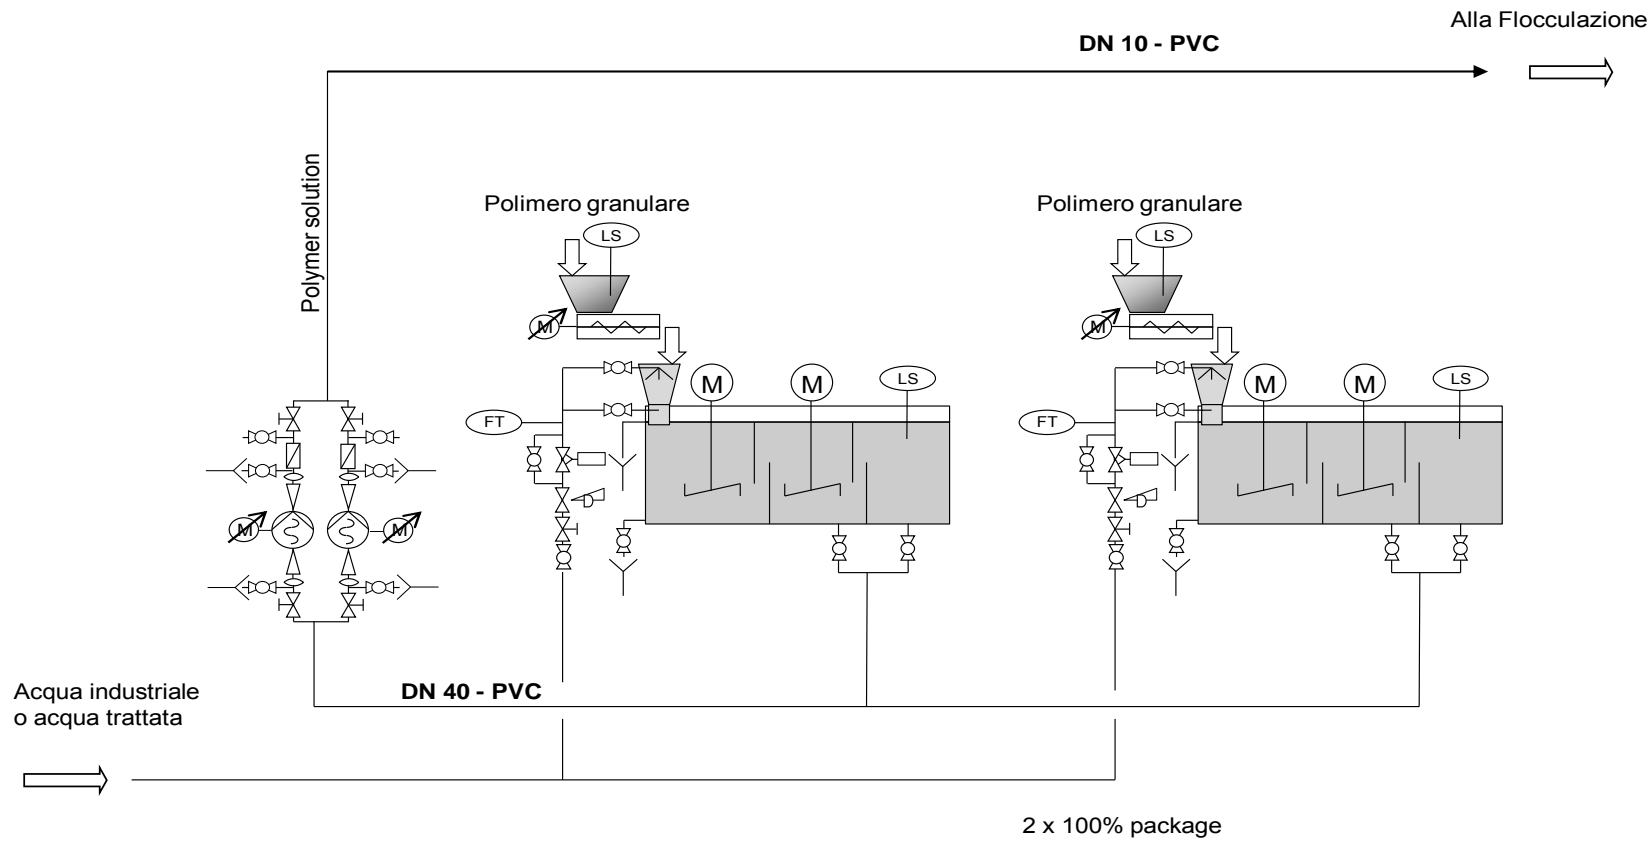 Alla Flocculazione
DN 10 - PVC
Polymer solution
Polimero granulare
Polimero granulare
LS
LS
M
M
M
M
LS
M
M
LS
FT
FT
M
M
Acqua industriale
o acqua trattata
DN 40 - PVC
2 x 100% package